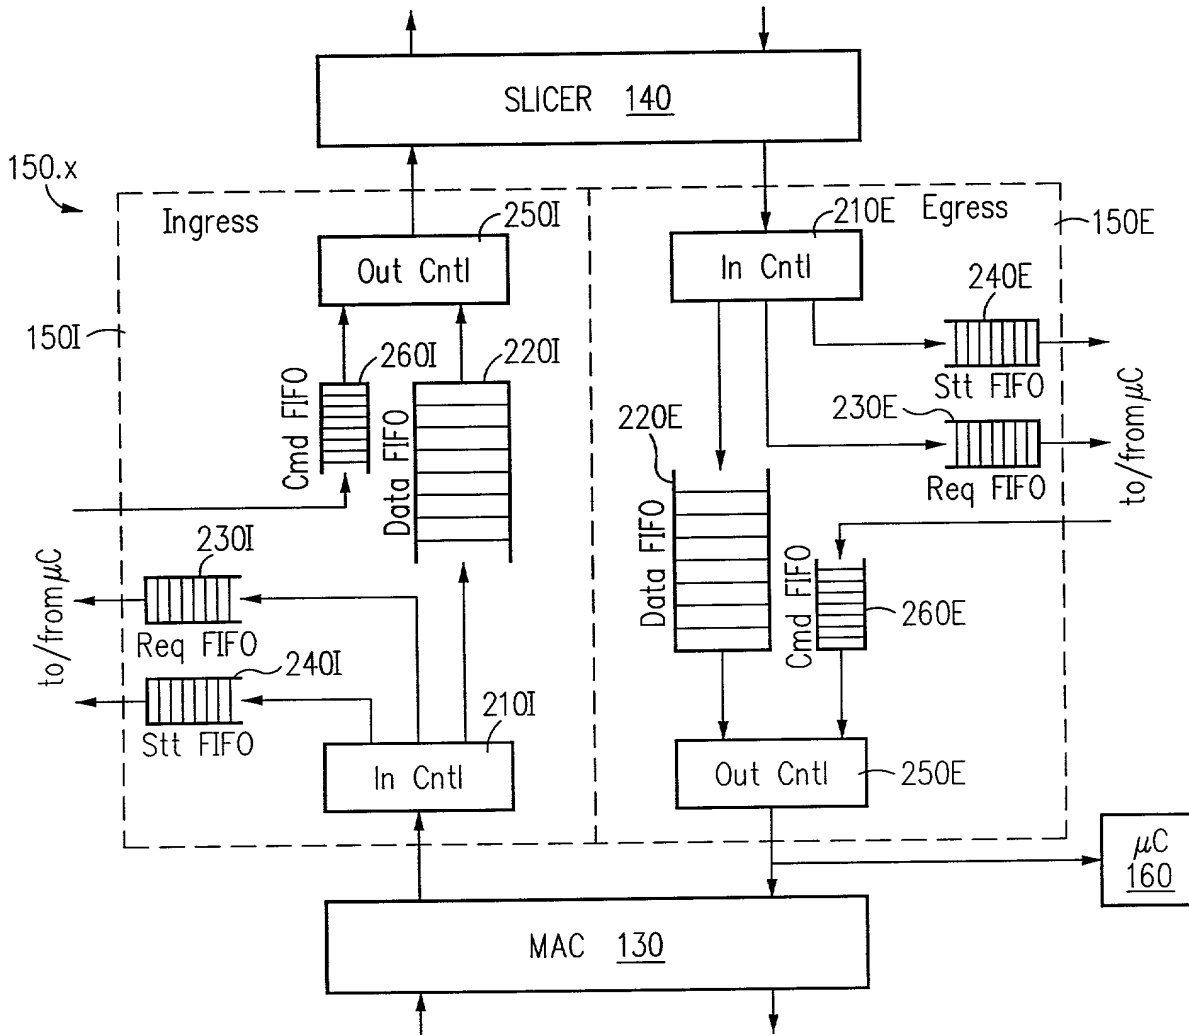 SLICER 140
150.x
Ingress
250I
Out Cntl
210E
In Cntl
Egress
150E
150I
260I
220I
Cmd FIFO
Data FIFO
240E
Stt FIFO
230E
Req FIFO
to/from μC
220E
Data FIFO
Cmd FIFO
260E
230I
Req FIFO
240I
Stt FIFO
to/from μC
210I
In Cntl
Out Cntl
250E
μC
160
MAC 130